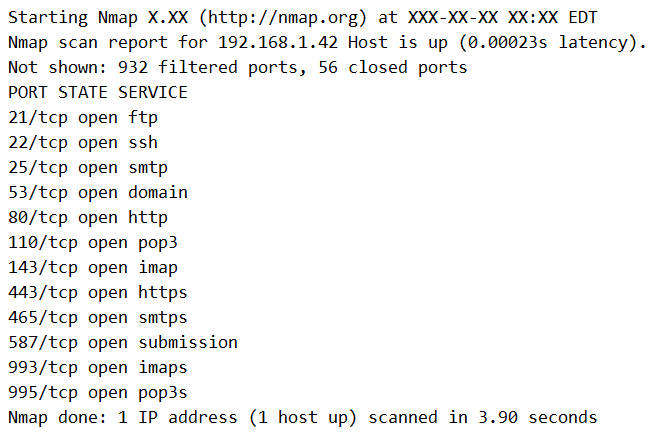 Starting Nmap X.XX (http://nmap.org) at XXX-XX-XX XX:XX EDT
Nmap scan report for 192.168.1.42 Host is up (0.00023s latency).
Not shown: 932 filtered ports, 56 closed ports
PORT STATE SERVICE
21/tcp open ftp
22/tcp open ssh
25/tcp open smtp
53/tcp open domain
80/tcp open http
110/tcp open pop3
143/tcp open imap
443/tcp open https
465/tcp open smtps
587/tcp open submission
993/tcp open imaps
995/tcp open pop3s
Nmap done: 1 IP address (1 host up) scanned in 3.90 seconds